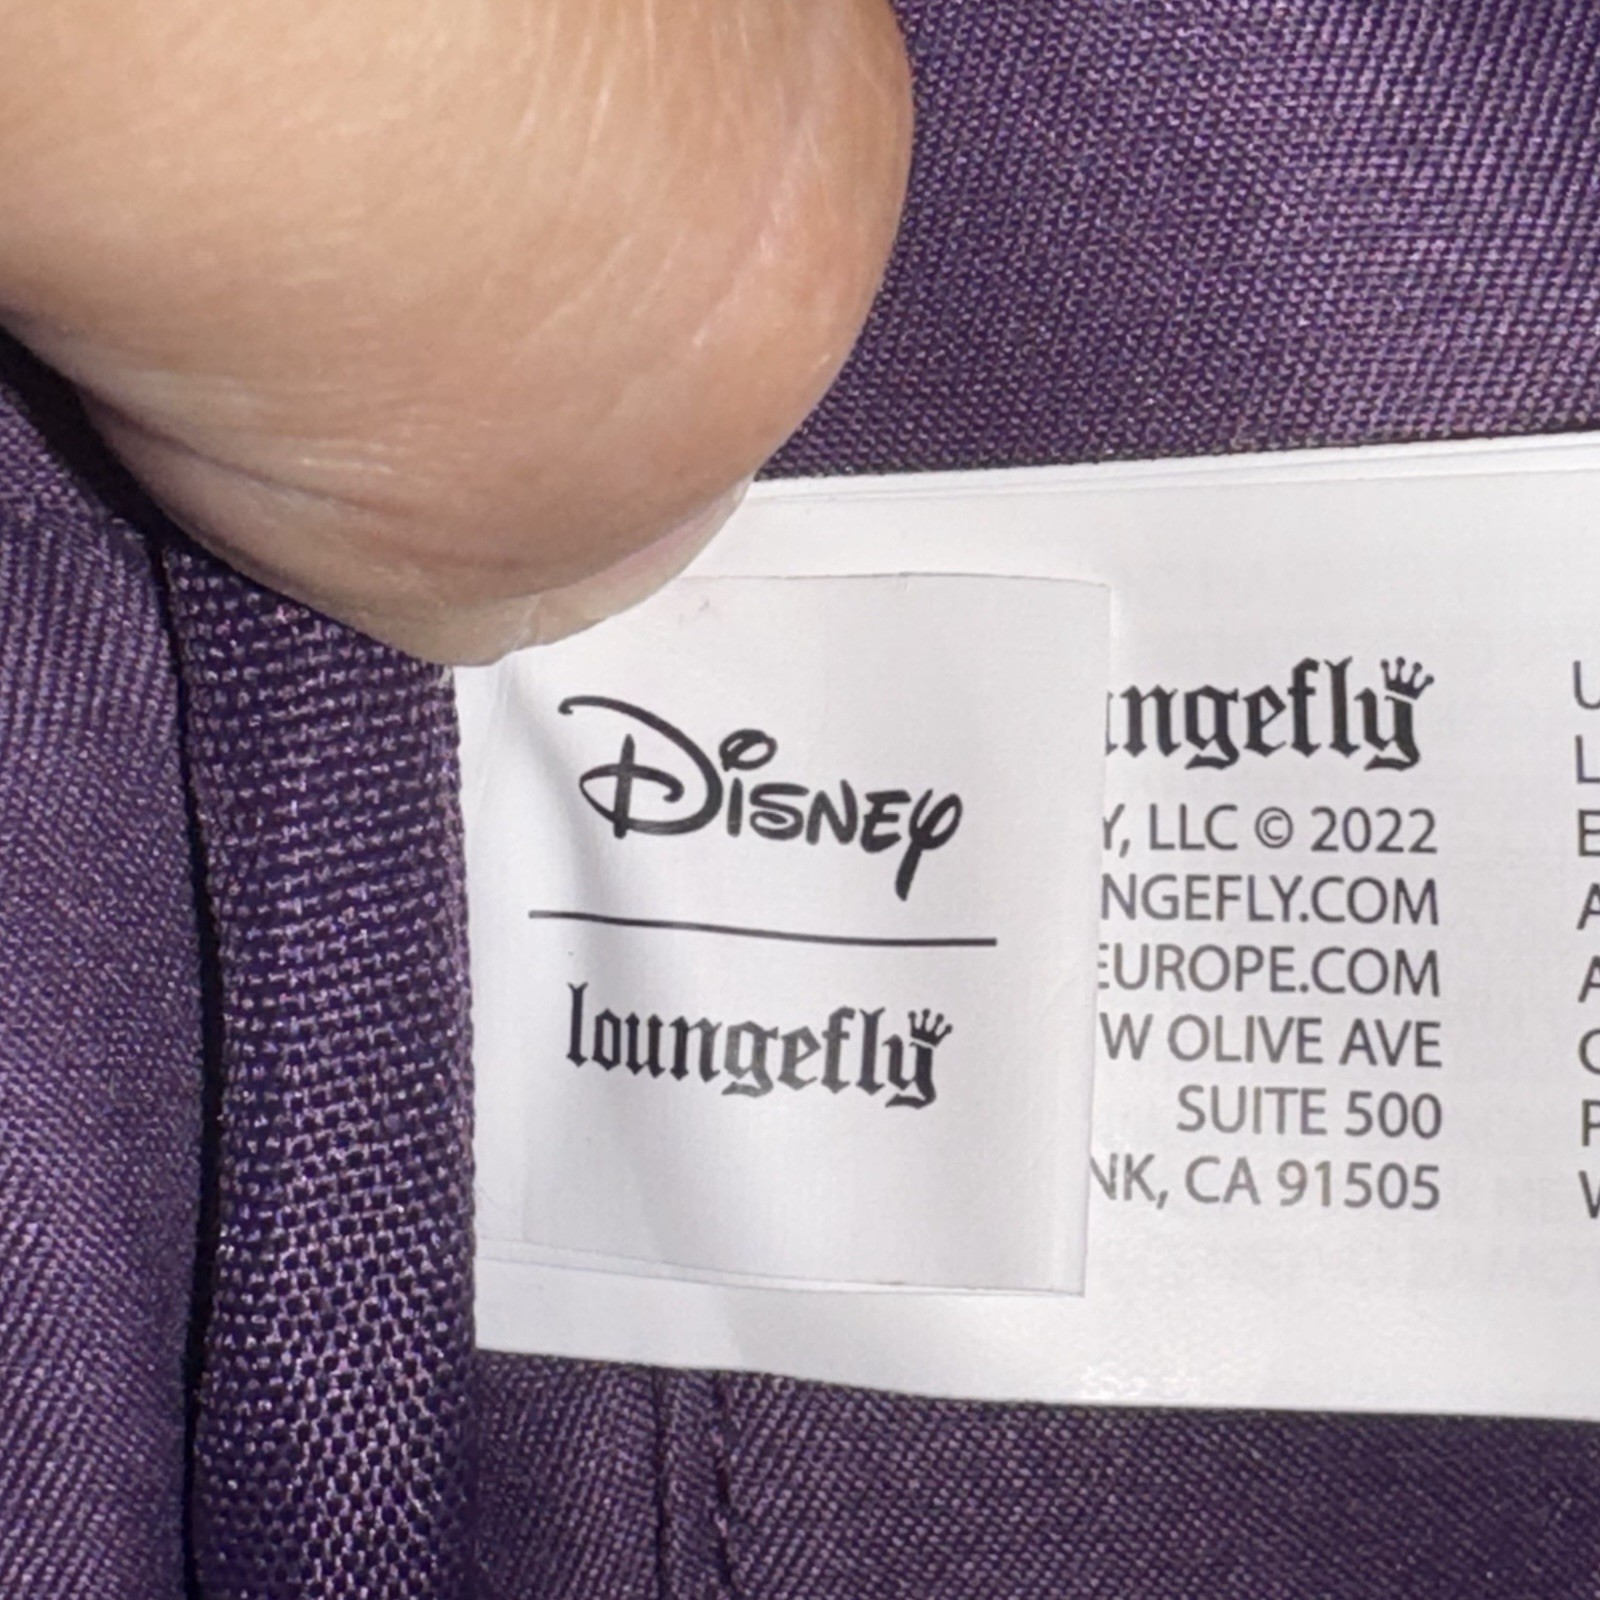 Disney
loungefly
ngefly
Y, LLC © 2022
NGEFLY.COM
EUROPE.COM
W OLIVE AVE
SUITE 500
NK, CA 91505
L
E
A
A